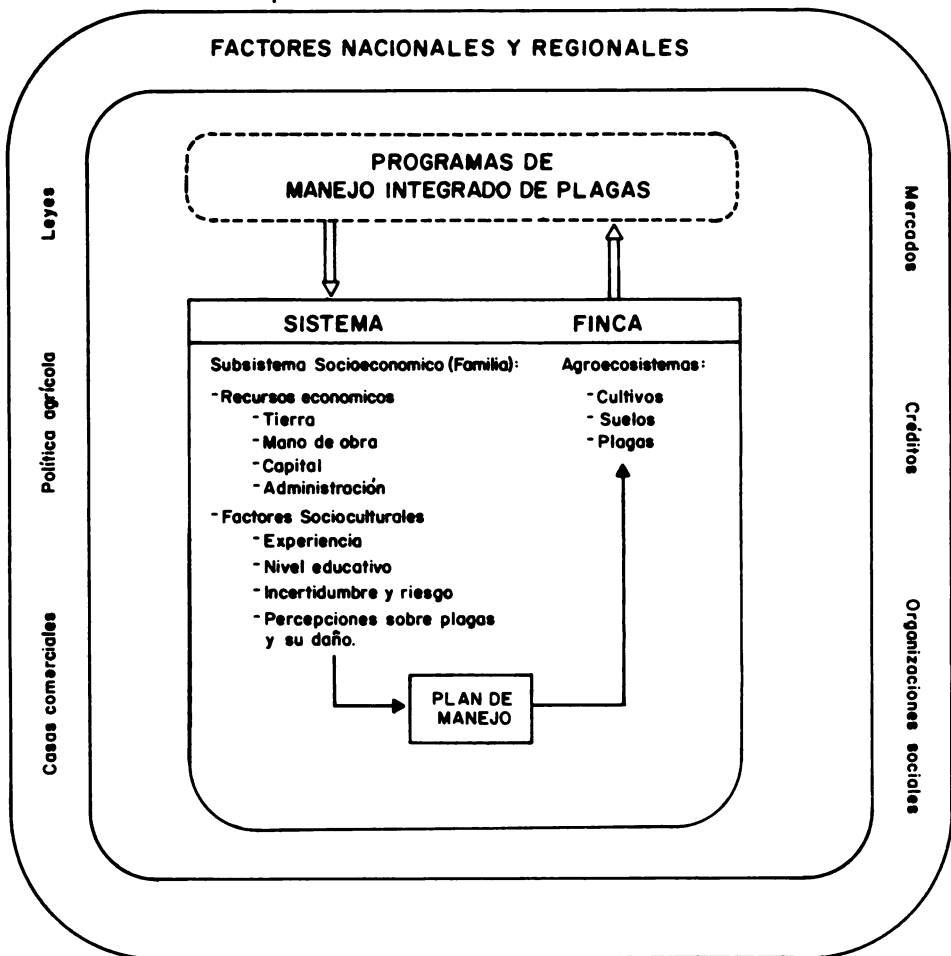 FACTORES NACIONALES Y REGIONALES
PROGRAMAS DE
MANEJO INTEGRADO DE PLAGAS
SISTEMA FINCA
Subsistema Socioeconomico (Familia):
- Recursos economicos
- Tierra
- Mano de obra
- Capital
- Administración
- Factores Socioculturales
- Experiencia
- Nivel educativo
- Incertidumbre y riesgo
- Percepciones sobre plagas
y su daño.
Agroecosistemas:
- Cultivos
- Suelos
- Plagas
PLAN DE
MANEJO
Leyes
Política agrícola
Casas comerciales
Mercados
Créditos
Organizaciones sociales